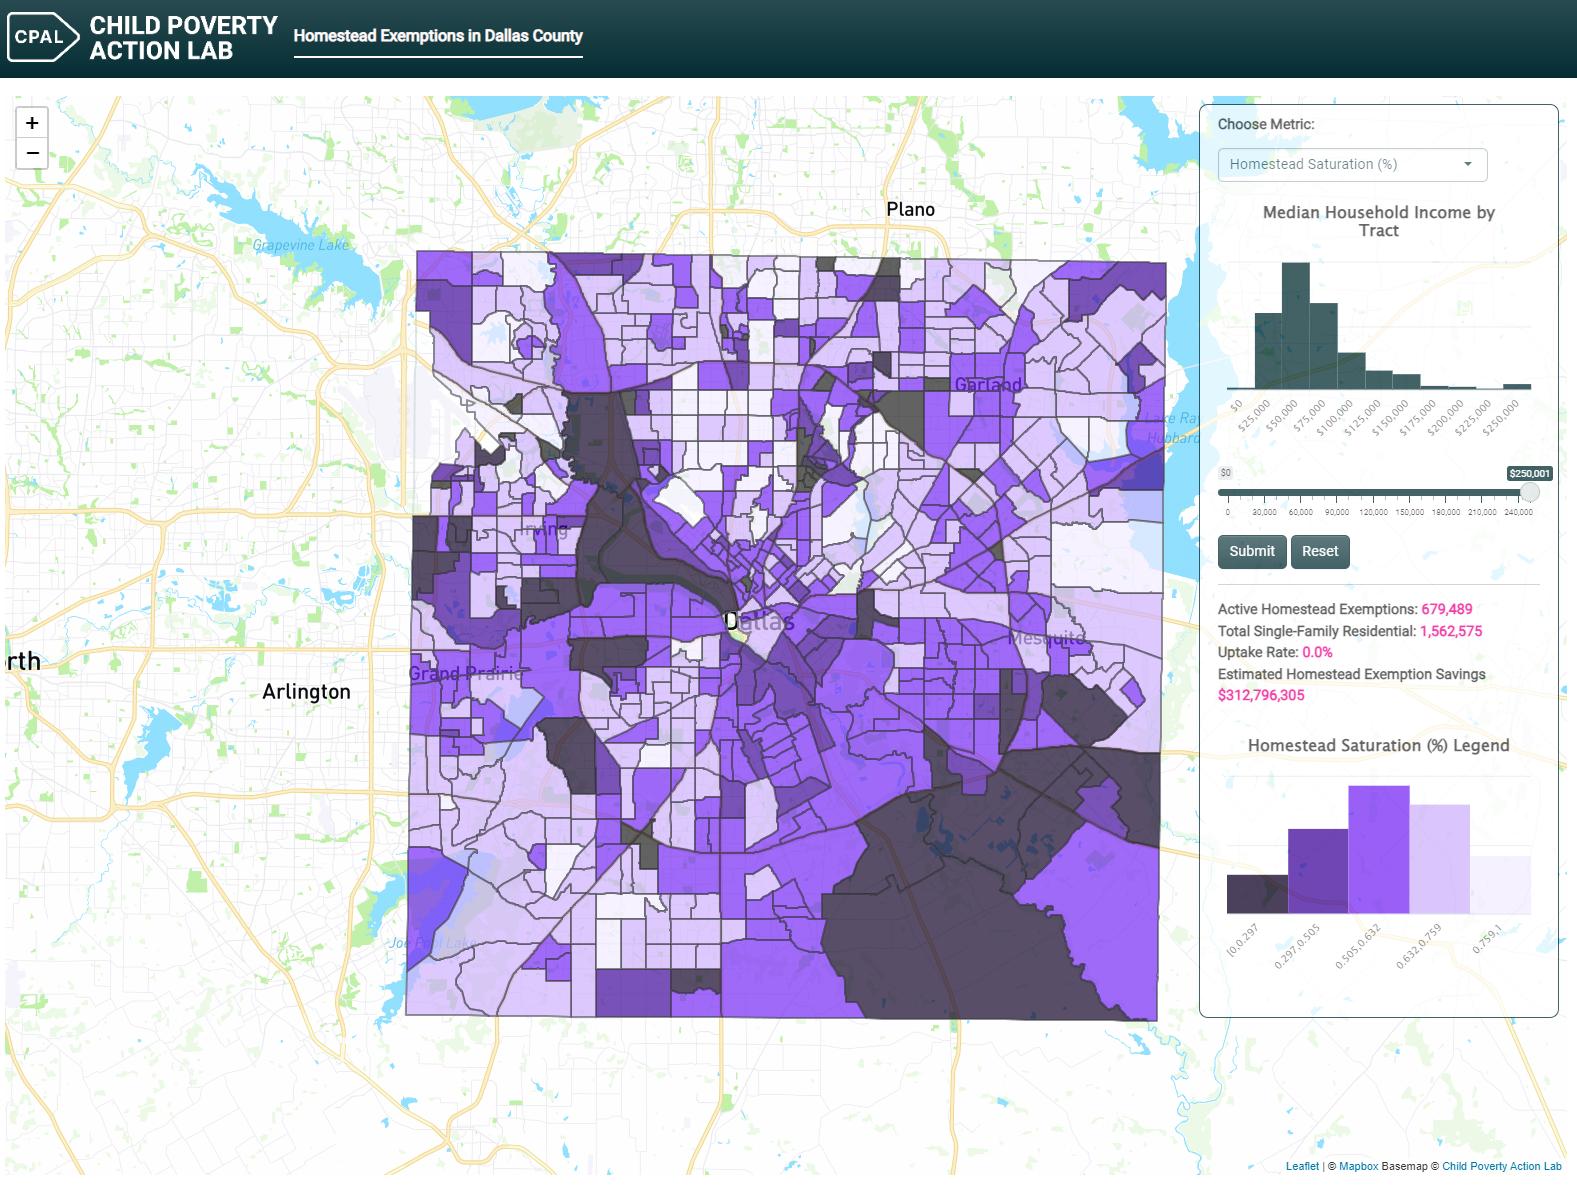 CPAL
CHILD POVERTY
ACTION LAB
Homestead Exemptions in Dallas County
+
−
Plano
Grapevine Lake
Garland
Lake Ra
Hubbard
Irving
Dallas
Mesquite
rth
Grand Prairie
Arlington
Joe Pool Lake
Choose Metric:
Homestead Saturation (%)
Median Household Income by
Tract
$0
$25,000
$50,000
$75,000
$100,000
$125,000
$150,000
$175,000
$200,000
$225,000
$250,000
$0
$250,001
0
30,000
60,000
90,000
120,000
150,000
180,000
210,000
240,000
Submit
Reset
Active Homestead Exemptions: 679,489
Total Single-Family Residential: 1,562,575
Uptake Rate: 0.0%
Estimated Homestead Exemption Savings
$312,796,305
Homestead Saturation (%) Legend
[0,0.297
0.297,0.505
0.505,0.632
0.632,0.759
0.759,1
Leaflet | © Mapbox Basemap © Child Poverty Action Lab